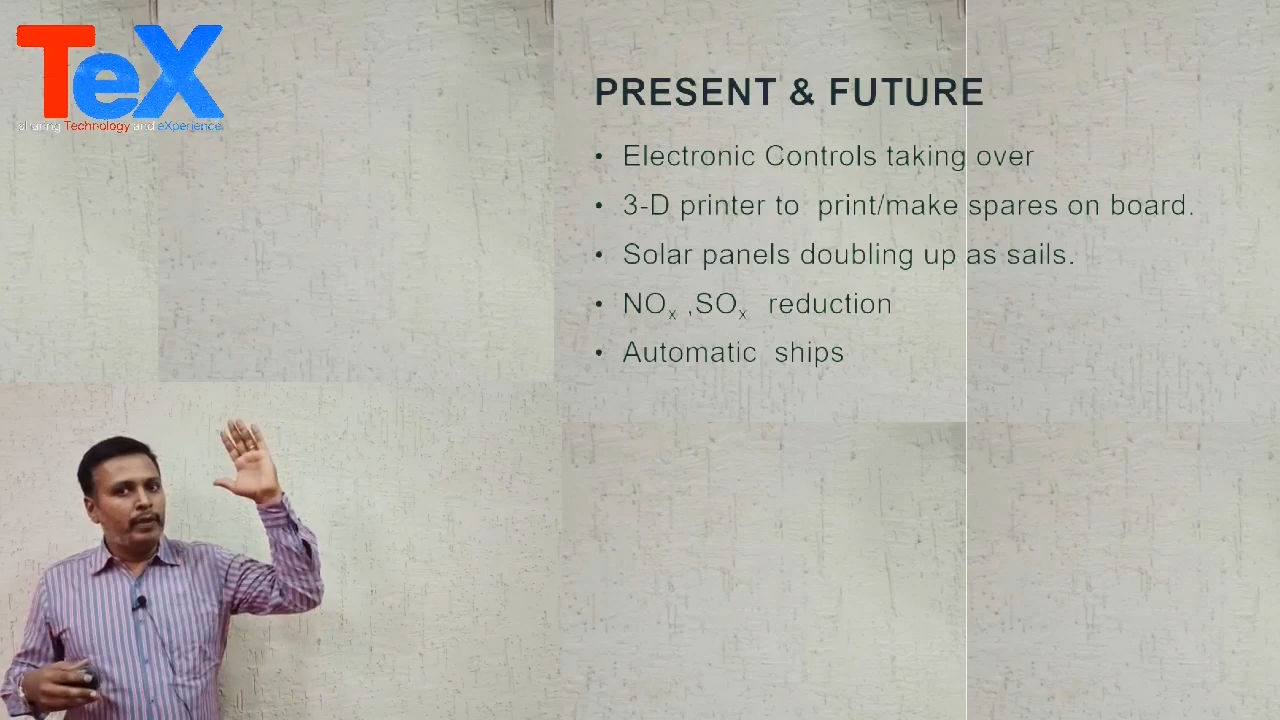 TeX
sharing Technology and eXperience
PRESENT & FUTURE
• Electronic Controls taking over
• 3-D printer to print/make spares on board.
• Solar panels doubling up as sails.
• NOₓ ,SOₓ reduction
• Automatic ships